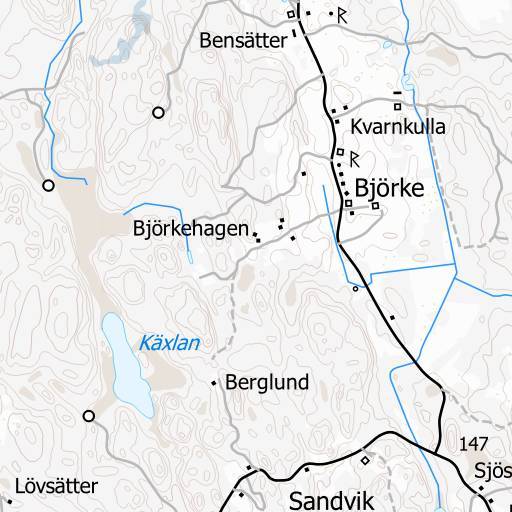 Bensätter
Kvarnkulla
Björke
Björkehagen
Käxlan
Berglund
147
Sjös
Lövsätter
Sandvik